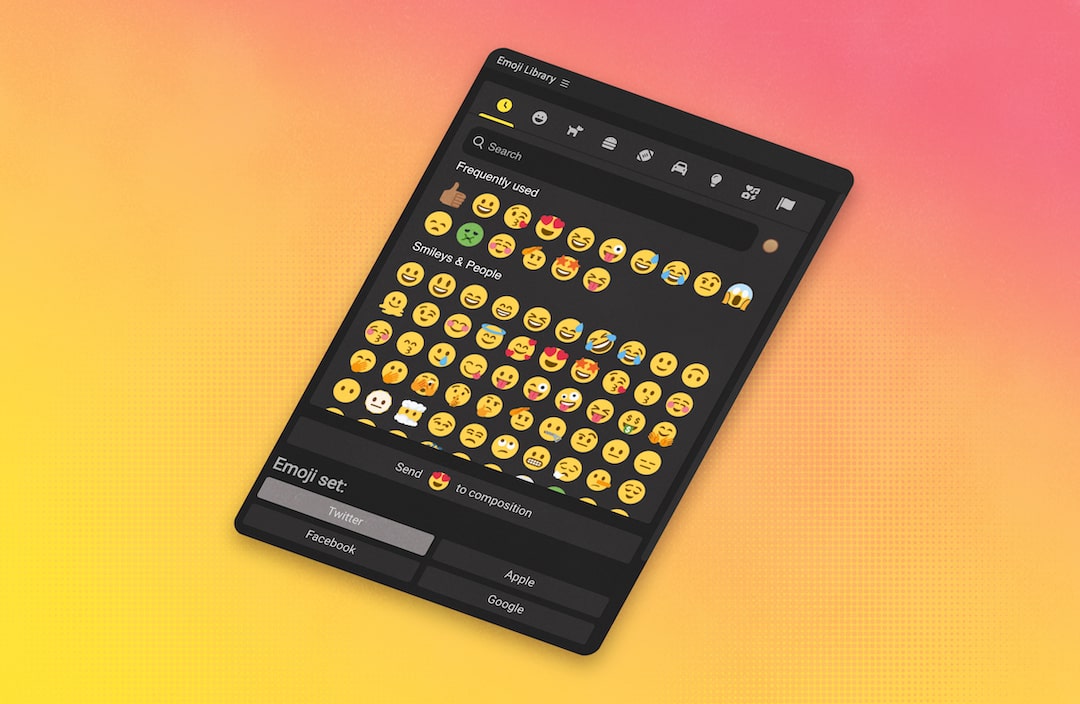 Emoji Library
Search
Frequently used
Smileys & People
Send to composition
Emoji set:
Twitter
Apple
Facebook
Google